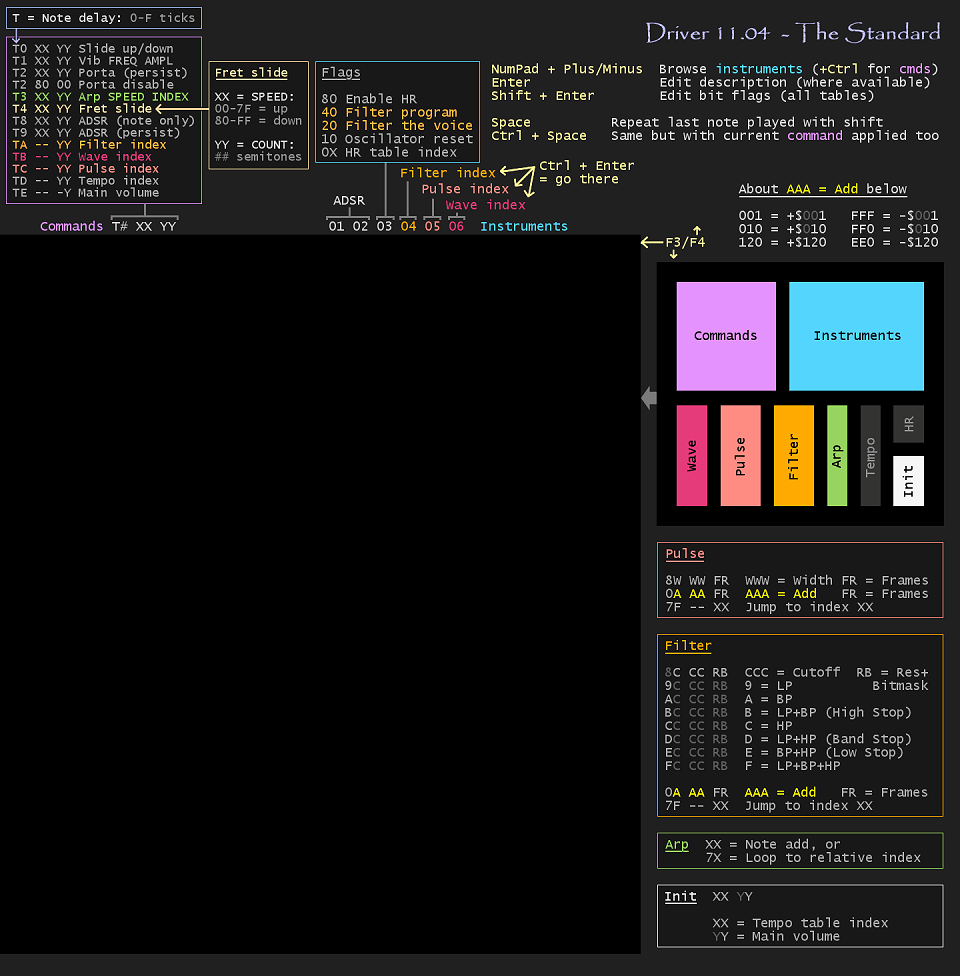 T = Note delay: 0-F ticks
Driver 11.04 - The Standard
T0 XX YY Slide up/down
T1 XX YY Vib FREQ AMPL
T2 XX YY Porta (persist)
T2 80 00 Porta disable
T3 XX YY Arp SPEED INDEX
T4 XX YY Fret slide
T8 XX YY ADSR (note only)
T9 XX YY ADSR (persist)
TA -- YY Filter index
TB -- YY Wave index
TC -- YY Pulse index
TD -- YY Tempo index
TE -- -Y Main volume
Commands T# XX YY
Fret slide
XX = SPEED:
00-7F = up
80-FF = down
YY = COUNT:
## semitones
Flags
80 Enable HR
40 Filter program
20 Filter the voice
10 Oscillator reset
0X HR table index
Filter index
Pulse index
Wave index
Ctrl + Enter
= go there
ADSR
01 02 03 04 05 06 Instruments
NumPad + Plus/Minus Browse instruments (+Ctrl for cmds)
Enter Edit description (where available)
Shift + Enter Edit bit flags (all tables)
Space Repeat last note played with shift
Ctrl + Space Same but with current command applied too
About AAA = Add below
001 = +$001 FFF = -$001
010 = +$010 FF0 = -$010
120 = +$120 EE0 = -$120
F3/F4
Commands
Instruments
Wave
Pulse
Filter
Arp
Tempo
HR
Init
Pulse
8W WW FR WWW = Width FR = Frames
0A AA FR AAA = Add FR = Frames
7F -- XX Jump to index XX
Filter
8C CC RB CCC = Cutoff RB = Res+
9C CC RB 9 = LP Bitmask
AC CC RB A = BP
BC CC RB B = LP+BP (High Stop)
CC CC RB C = HP
DC CC RB D = LP+HP (Band Stop)
EC CC RB E = BP+HP (Low Stop)
FC CC RB F = LP+BP+HP
0A AA FR AAA = Add FR = Frames
7F -- XX Jump to index XX
Arp XX = Note add, or
7X = Loop to relative index
Init XX YY
XX = Tempo table index
YY = Main volume